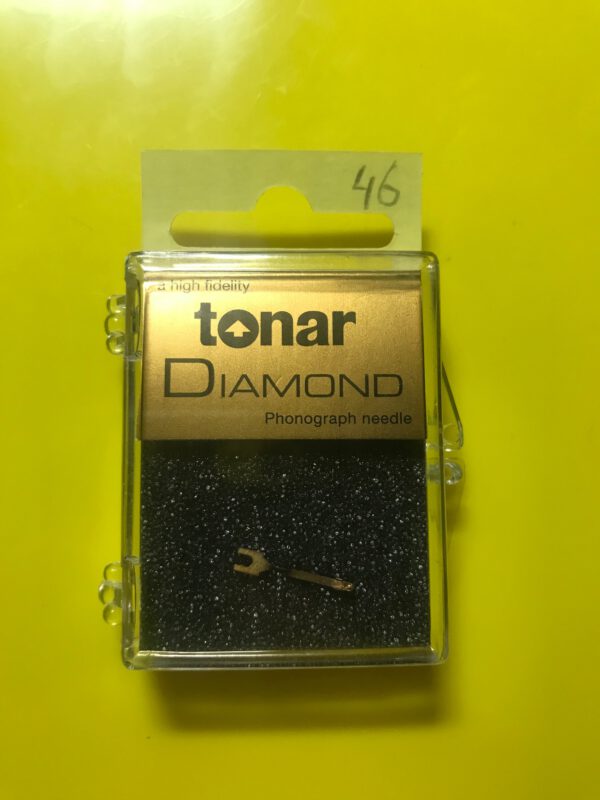 46
a high fidelity
tonar
DIAMOND
Phonograph needle